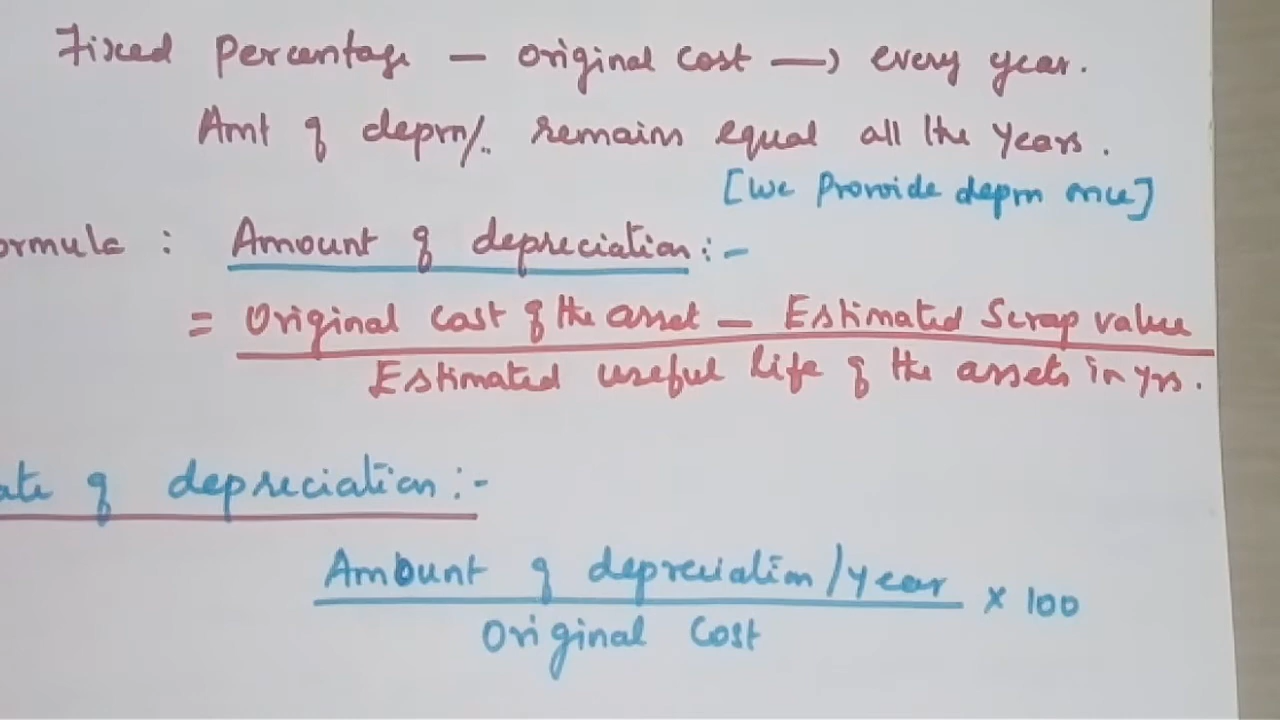 Fixed Percentage — original cost → every year.
Amt of deprn/.. remains equal all the years.
[We Provide deprn once]
ormula : Amount of depreciation :-
= Original cost of the asset — Estimated Scrap value
Estimated useful life of the assets in yrs.
ate of depreciation :-
Amount of depreciation/year × 100
Original Cost